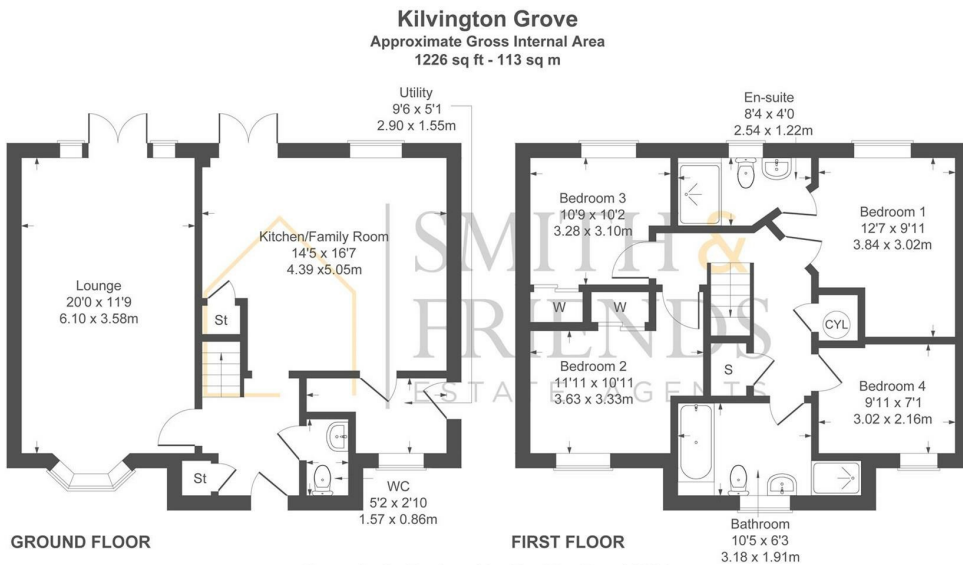 Kilvington Grove
Approximate Gross Internal Area
1226 sq ft - 113 sq m
Utility
9'6 x 5'1
2.90 x 1.55m
Lounge
20'0 x 11'9
6.10 x 3.58m
Kitchen/Family Room
14'5 x 16'7
4.39 x5.05m
St
St
WC
5'2 x 2'10
1.57 x 0.86m
GROUND FLOOR
En-suite
8'4 x 4'0
2.54 x 1.22m
Bedroom 3
10'9 x 10'2
3.28 x 3.10m
Bedroom 1
12'7 x 9'11
3.84 x 3.02m
W
W
CYL
S
Bedroom 2
11'11 x 10'11
3.63 x 3.33m
Bedroom 4
9'11 x 7'1
3.02 x 2.16m
Bathroom
10'5 x 6'3
3.18 x 1.91m
FIRST FLOOR
SMITH &
FRIENDS
ESTATE AGENTS